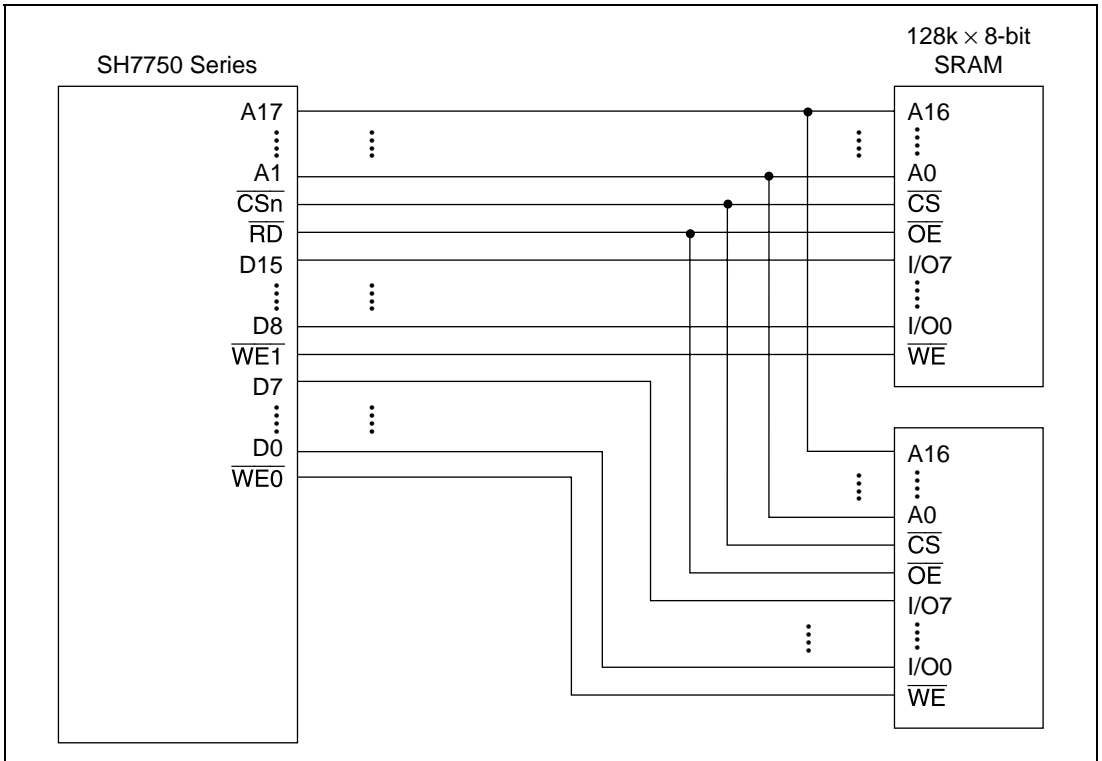 SH7750 Series
A17
A1
CSn
RD
D15
D8
WE1
D7
D0
WE0
128k × 8-bit
SRAM
A16
A0
CS
OE
I/O7
I/O0
WE
A16
A0
CS
OE
I/O7
I/O0
WE